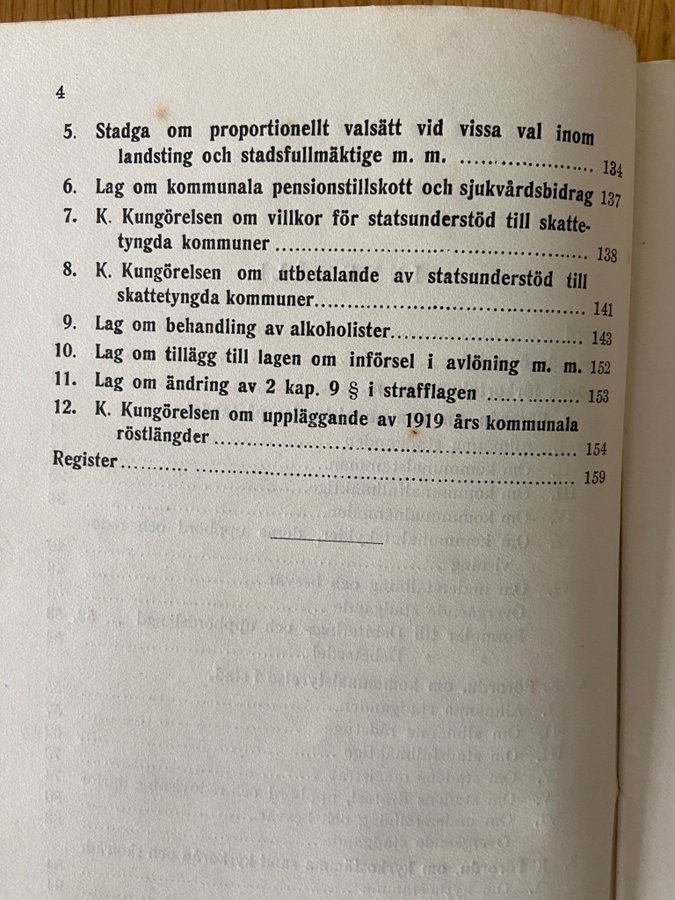 4
5. Stadga om proportionellt valsätt vid vissa val inom
landsting och stadsfullmäktige m. m. ........................ 134
6. Lag om kommunala pensionstillskott och sjukvårdsbidrag 137
7. K. Kungörelsen om villkor för statsunderstöd till skatte-
tyngda kommuner ........................................................ 138
8. K. Kungörelsen om utbetalande av statsunderstöd till
skattetyngda kommuner................................................ 141
9. Lag om behandling av alkoholister................................... 143
10. Lag om tillägg till lagen om införsel i avlöning m. m. 152
11. Lag om ändring av 2 kap. 9 § i strafflagen ............... 153
12. K. Kungörelsen om uppläggande av 1919 års kommunala
röstlängder ................................................................ 154
Register........... ............................................................ 159